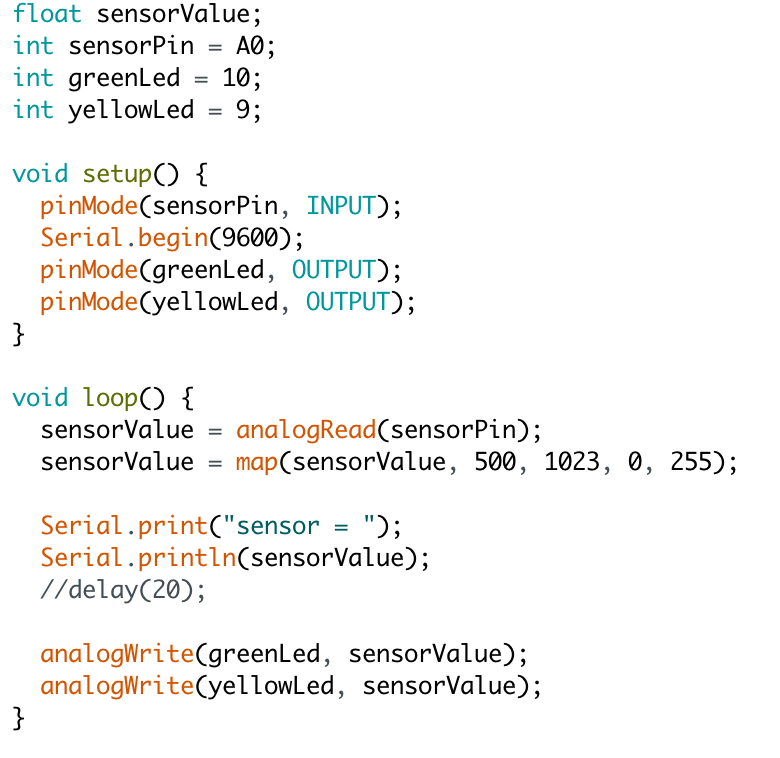 float sensorValue;
int sensorPin = A0;
int greenLed = 10;
int yellowLed = 9;

void setup() {
  pinMode(sensorPin, INPUT);
  Serial.begin(9600);
  pinMode(greenLed, OUTPUT);
  pinMode(yellowLed, OUTPUT);
}

void loop() {
  sensorValue = analogRead(sensorPin);
  sensorValue = map(sensorValue, 500, 1023, 0, 255);

  Serial.print("sensor = ");
  Serial.println(sensorValue);
  //delay(20);

  analogWrite(greenLed, sensorValue);
  analogWrite(yellowLed, sensorValue);
}